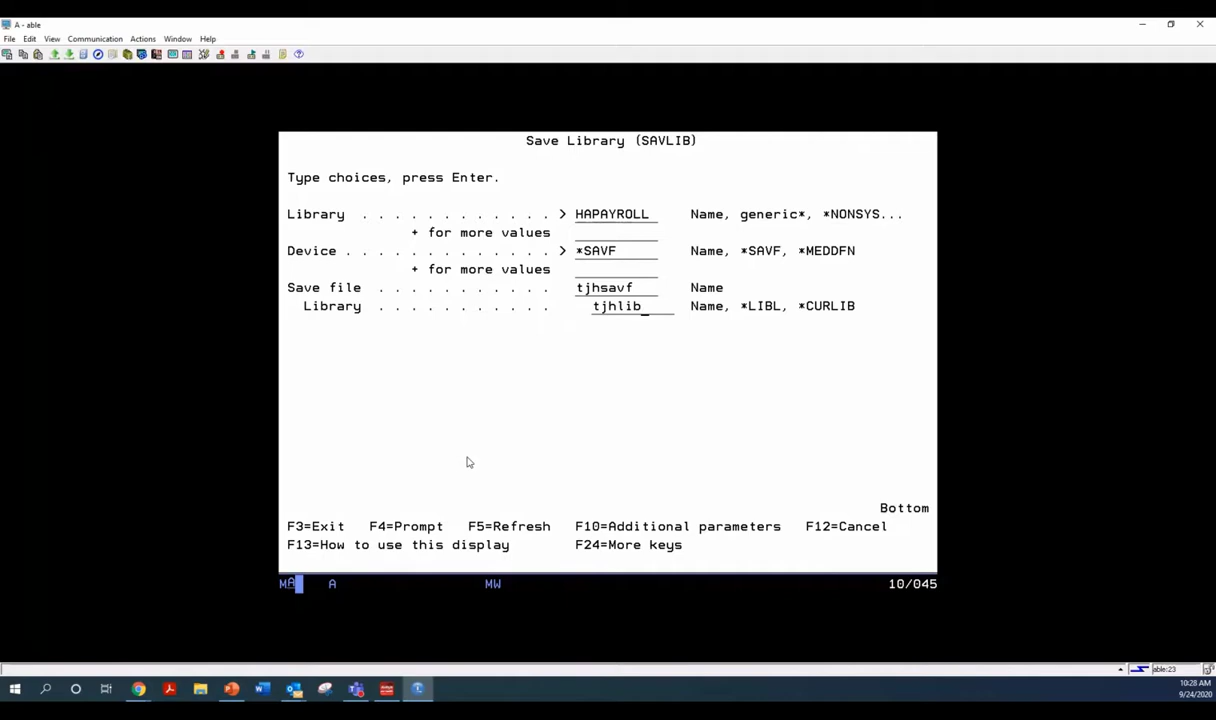 A - able
File Edit View Communication Actions Window Help
Save Library (SAVLIB)
Type choices, press Enter.
Library . . . . . . . . . . . . > HAPAYROLL Name, generic*, *NONSYS...
+ for more values
Device . . . . . . . . . . . . . > *SAVF Name, *SAVF, *MEDDFN
+ for more values
Save file . . . . . . . . . . . tjhsavf Name
Library . . . . . . . . . . . tjhlib_ Name, *LIBL, *CURLIB
Bottom
F3=Exit F4=Prompt F5=Refresh F10=Additional parameters F12=Cancel
F13=How to use this display F24=More keys
MA A MW 10/045
able:23
10:28 AM
9/24/2020